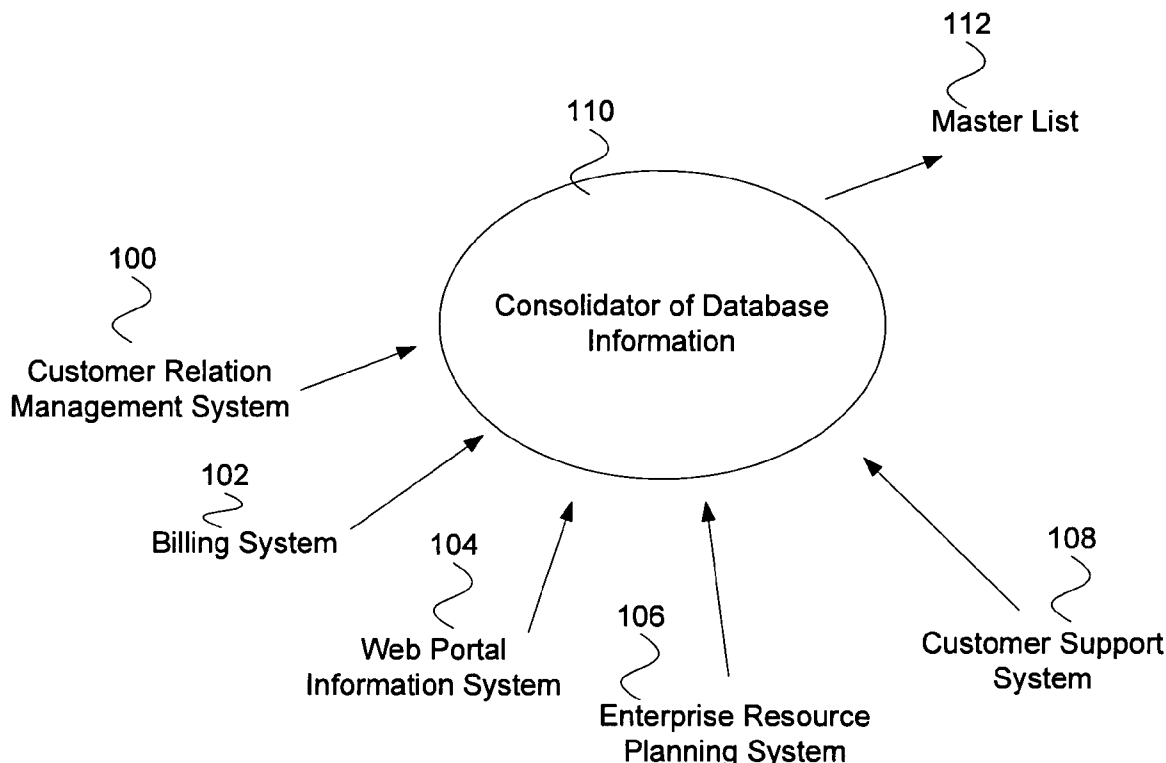 112
Master List
110
Consolidator of Database
Information
100
Customer Relation
Management System
102
Billing System
104
Web Portal
Information System
106
Enterprise Resource
Planning System
108
Customer Support
System